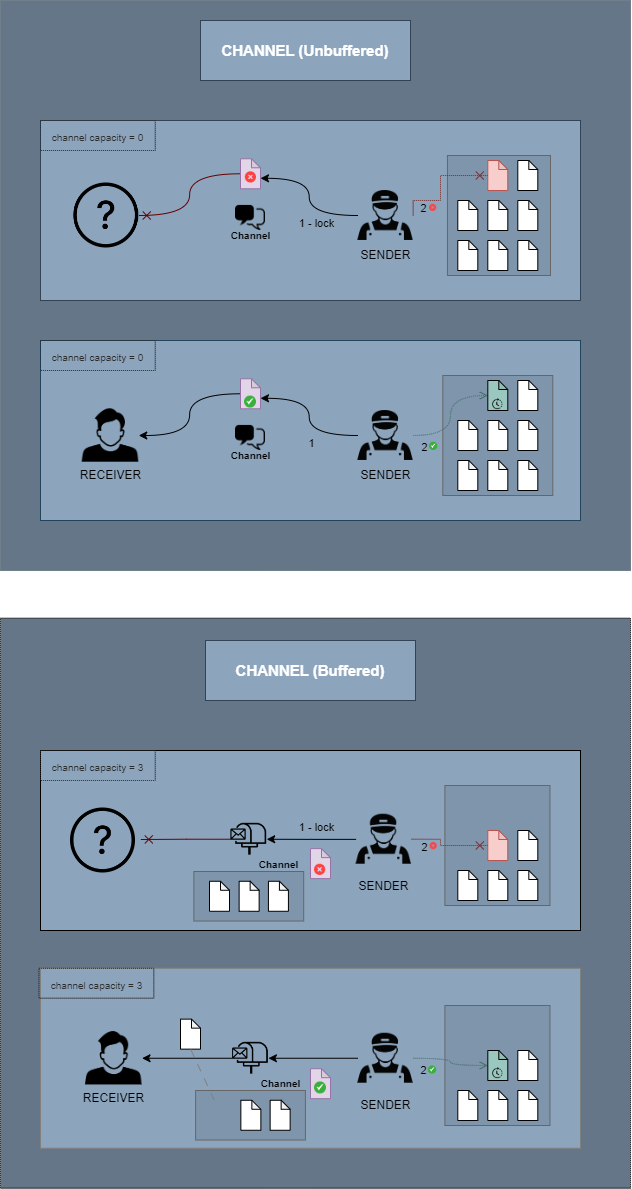 CHANNEL (Unbuffered)
channel capacity = 0
?
Channel
1 - lock
2
SENDER
channel capacity = 0
RECEIVER
Channel
1
2
SENDER
CHANNEL (Buffered)
channel capacity = 3
?
1 - lock
2
Channel
SENDER
channel capacity = 3
RECEIVER
2
Channel
SENDER